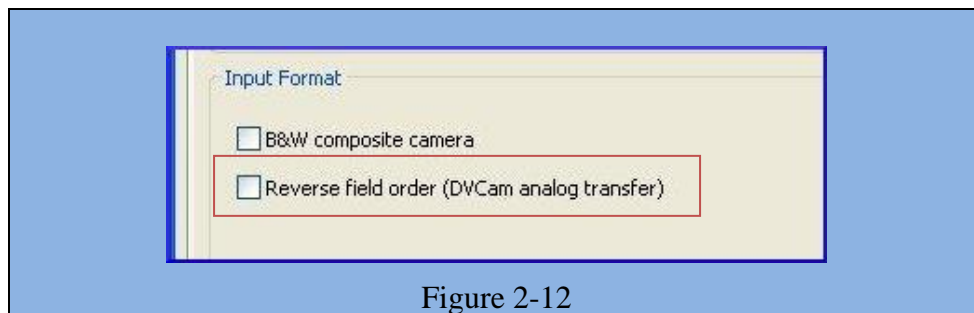 Input Format
B&W composite camera
Reverse field order (DVCam analog transfer)
Figure 2-12